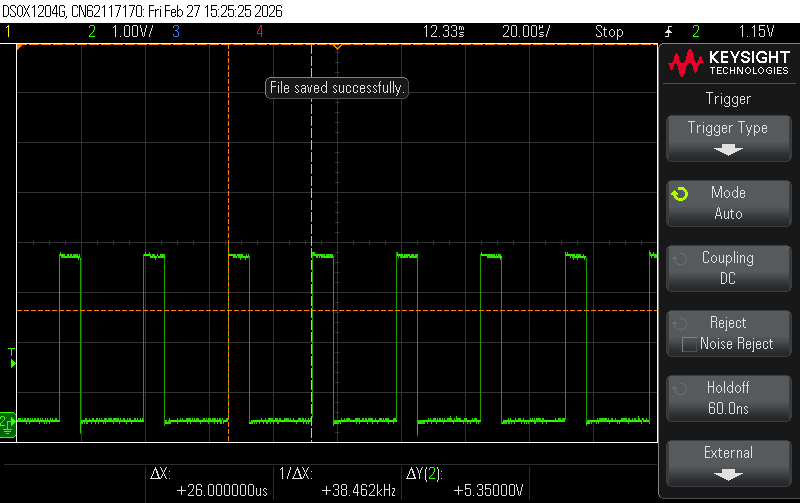 DSOX1204G, CN62117170: Fri Feb 27 15:25:25 2026
1 2 1.00V/ 3 4 12.33ms 20.00us/ Stop 2 1.15V
KEYSIGHT
TECHNOLOGIES
File saved successfully.
Trigger
Trigger Type
Mode
Auto
Coupling
DC
Reject
Noise Reject
Holdoff
60.0ns
External
T
2
ΔX:
+26.000000us
1/ΔX:
+38.462kHz
ΔY(2):
+5.35000V